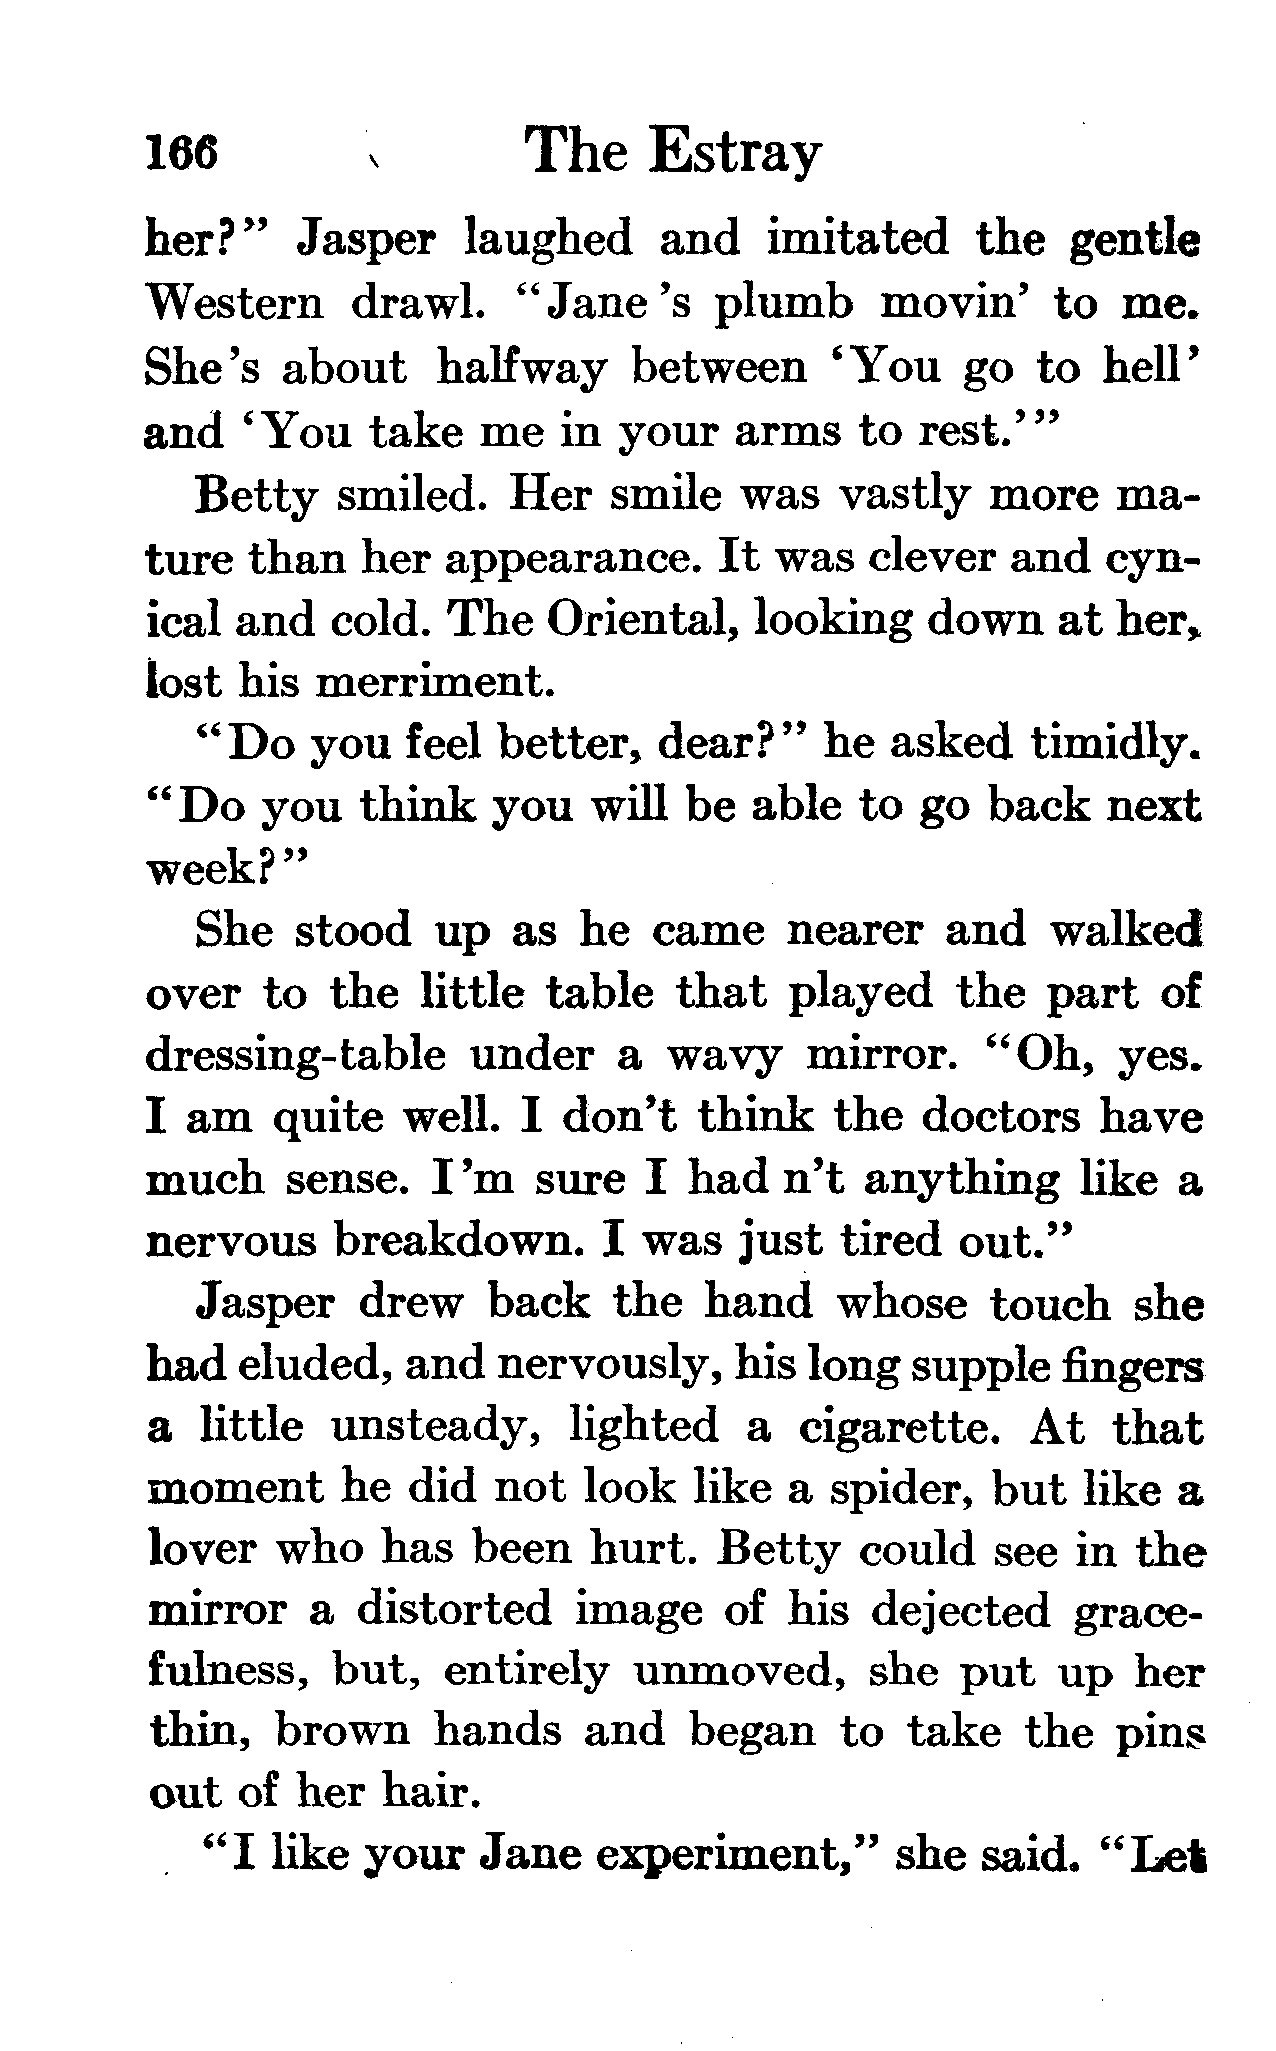 166 The Estray
her?" Jasper laughed and imitated the gentle
Western drawl. "Jane 's plumb movin' to me.
She 's about halfway between 'You go to hell'
and 'You take me in your arms to rest.'"
Betty smiled. Her smile was vastly more ma-
ture than her appearance. It was clever and cyn-
ical and cold. The Oriental, looking down at her,
lost his merriment.
"Do you feel better, dear?" he asked timidly.
"Do you think you will be able to go back next
week?"
She stood up as he came nearer and walked
over to the little table that played the part of
dressing-table under a wavy mirror. "Oh, yes.
I am quite well. I don't think the doctors have
much sense. I 'm sure I had n't anything like a
nervous breakdown. I was just tired out."
Jasper drew back the hand whose touch she
had eluded, and nervously, his long supple fingers
a little unsteady, lighted a cigarette. At that
moment he did not look like a spider, but like a
lover who has been hurt. Betty could see in the
mirror a distorted image of his dejected grace-
fulness, but, entirely unmoved, she put up her
thin, brown hands and began to take the pins
out of her hair.
"I like your Jane experiment," she said. "Let